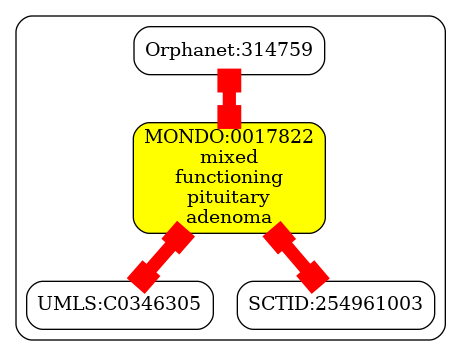 Orphanet:314759
MONDO:0017822
mixed
functioning
pituitary
adenoma
UMLS:C0346305
SCTID:254961003